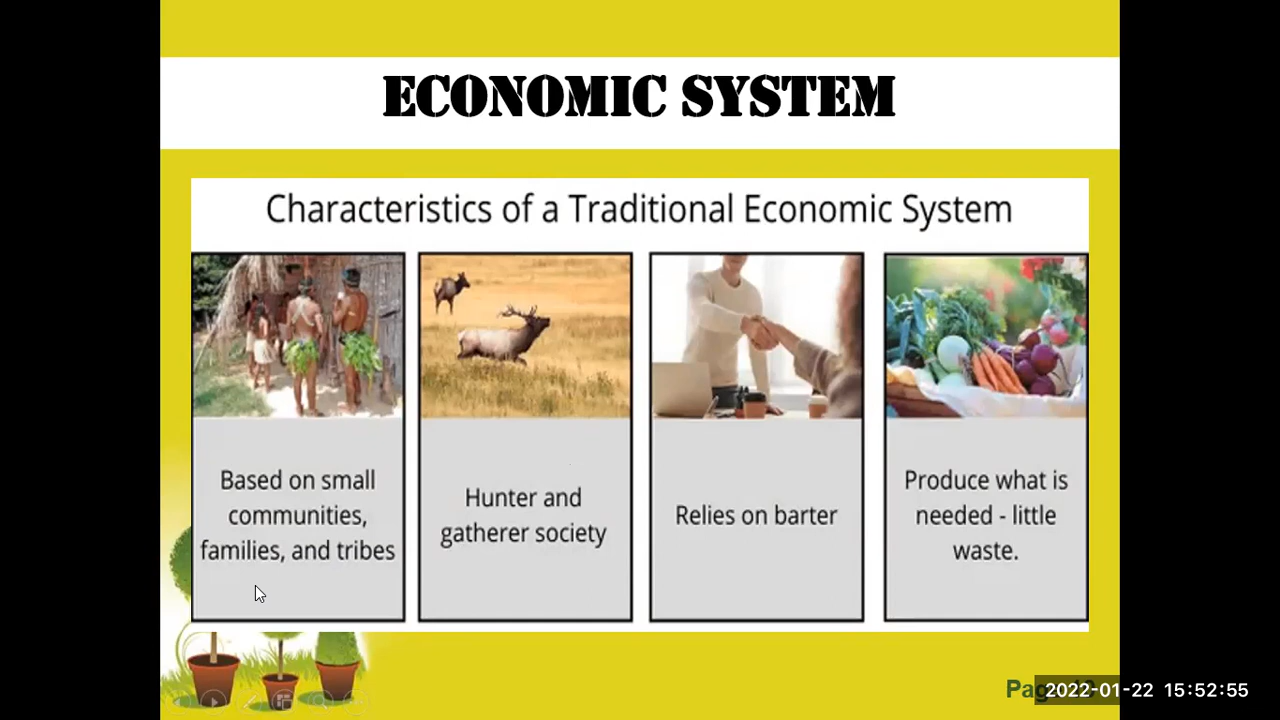 ECONOMIC SYSTEM
Characteristics of a Traditional Economic System
Based on small
communities,
families, and tribes
Hunter and
gatherer society
Relies on barter
Produce what is
needed - little
waste.
2022-01-22 15:52:55